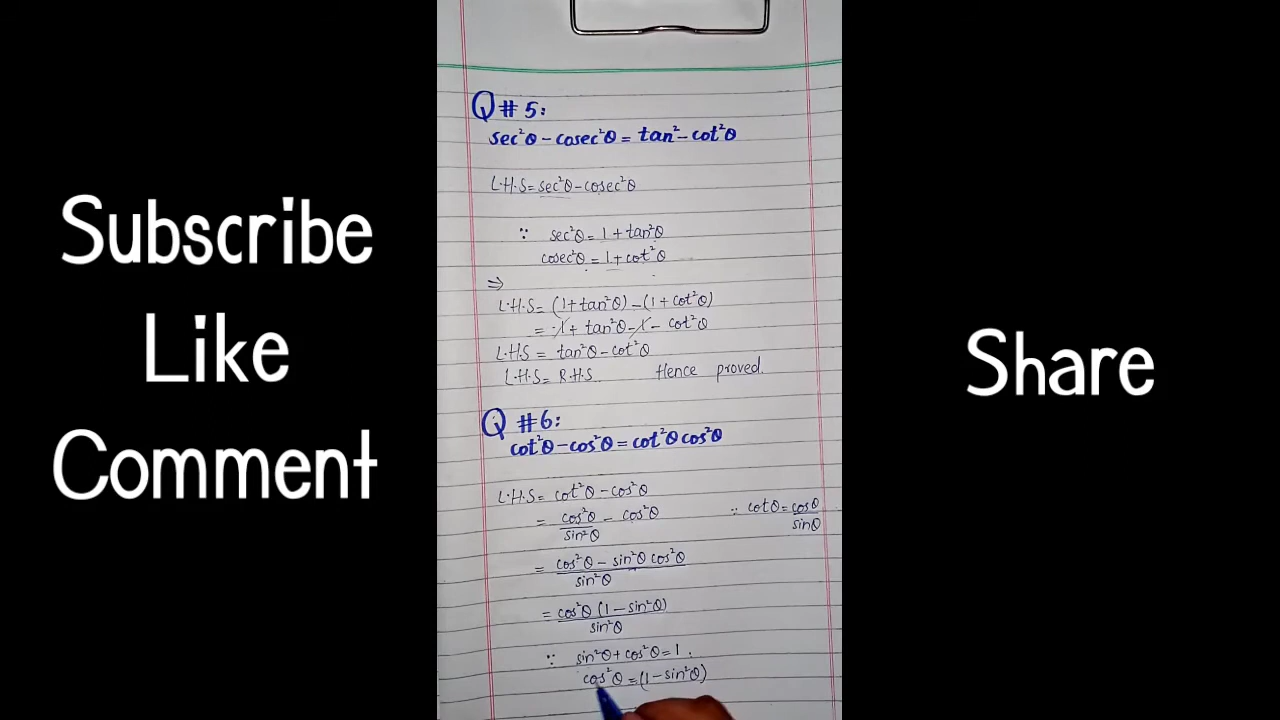 Subscribe
Like
Comment
Q # 5:
sec²θ - cosec²θ = tan² - cot²θ
L.H.S = sec²θ - cosec²θ
∵ sec²θ = 1 + tan²θ
cosec²θ = 1 + cot²θ
⇒
L.H.S = (1 + tan²θ) - (1 + cot²θ)
= 1 + tan²θ - 1 - cot²θ
L.H.S = tan²θ - cot²θ
L.H.S = R.H.S. Hence proved.
Q # 6:
cot²θ - cos²θ = cot²θ cos²θ
L.H.S = cot²θ - cos²θ
= cos²θ/sin²θ - cos²θ ∵ cotθ = cosθ/sinθ
= cos²θ - sin²θ cos²θ/sin²θ
= cos²θ (1 - sin²θ)/sin²θ
∵ sin²θ + cos²θ = 1.
cos²θ = (1 - sin²θ)
Share